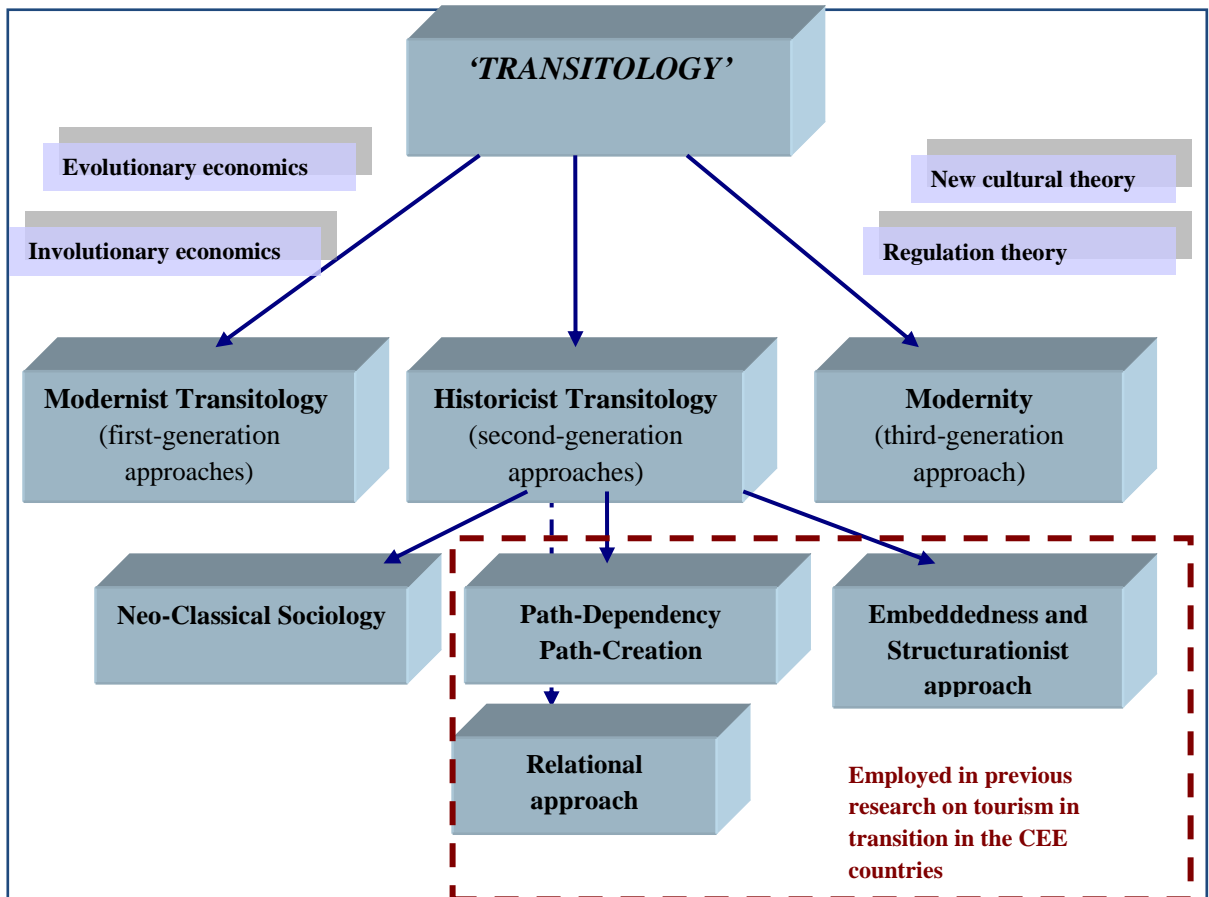 ‘TRANSITOLOGY’
Evolutionary economics
New cultural theory
Involutionary economics
Regulation theory
Modernist Transitology
(first-generation
approaches)
Historicist Transitology
(second-generation
approaches)
Modernity
(third-generation
approach)
Neo-Classical Sociology
Path-Dependency
Path-Creation
Embeddedness and
Structurationist
approach
Relational
approach
Employed in previous
research on tourism in
transition in the CEE
countries